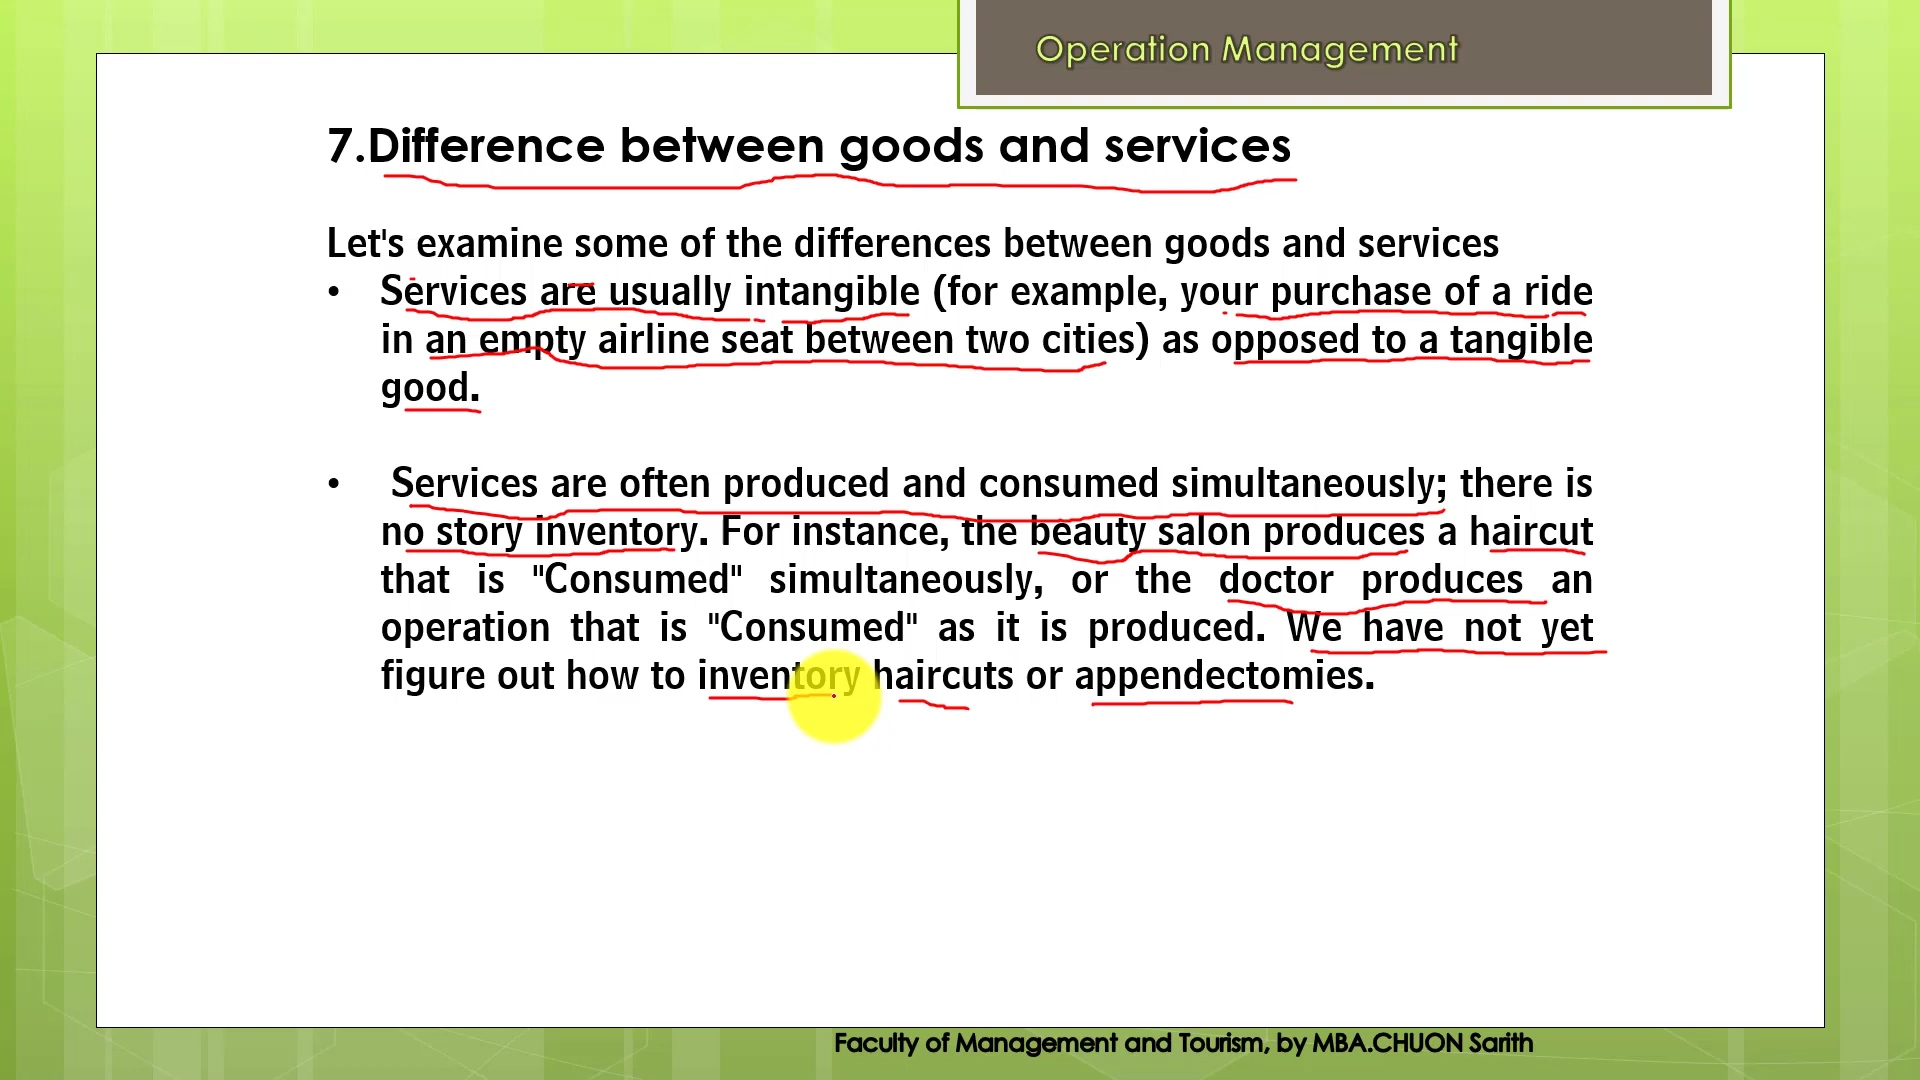 Operation Management
7.Difference between goods and services
Let's examine some of the differences between goods and services
• Services are usually intangible (for example, your purchase of a ride
in an empty airline seat between two cities) as opposed to a tangible
good.
• Services are often produced and consumed simultaneously; there is
no story inventory. For instance, the beauty salon produces a haircut
that is "Consumed" simultaneously, or the doctor produces an
operation that is "Consumed" as it is produced. We have not yet
figure out how to inventory haircuts or appendectomies.
Faculty of Management and Tourism, by MBA.CHUON Sarith